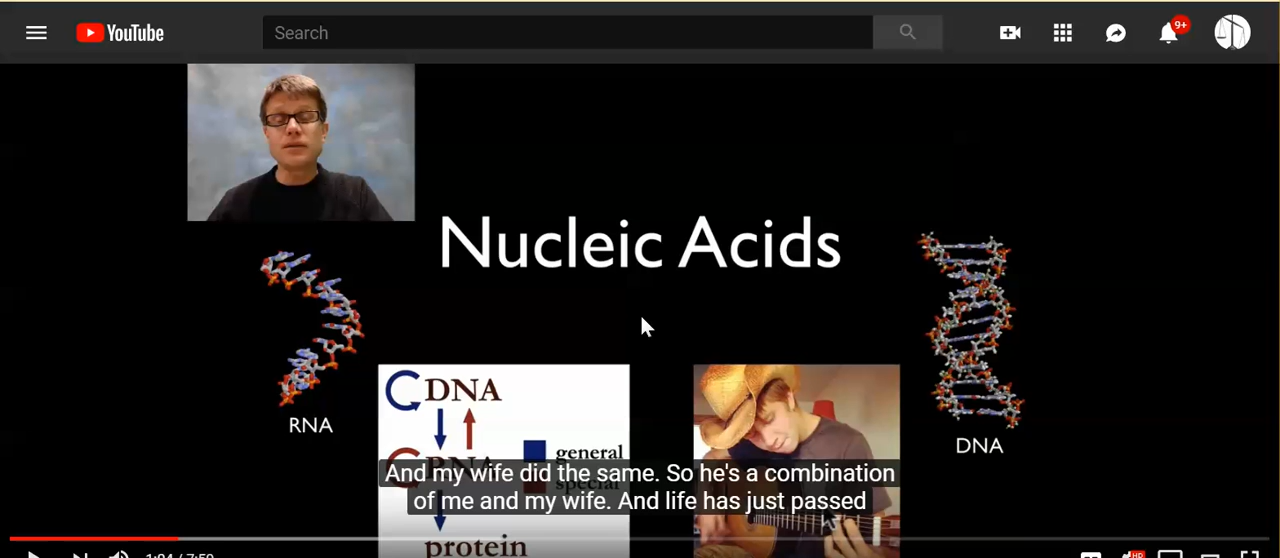 YouTube
Search
9+
Nucleic Acids
RNA
DNA
DNA
general
And my wife did the same. So he's a combination
of me and my wife. And life has just passed
protein
HD